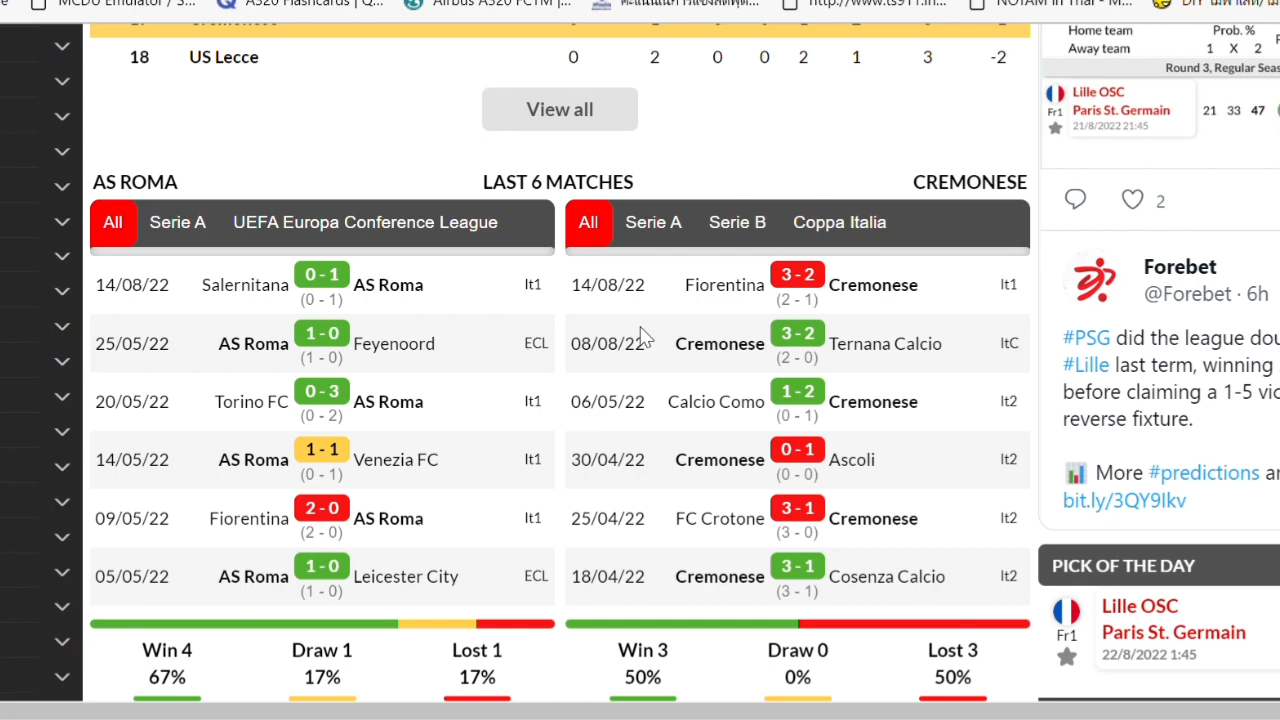 MCDU Emulator / S...
A320 Flashcards | Q...
Airbus A320 FCTM |...
NOTAM in Thai - M...
18 US Lecce 0 2 0 0 2 1 3 -2
View all
AS ROMA LAST 6 MATCHES CREMONESE
All Serie A UEFA Europa Conference League
14/08/22 Salernitana 0 - 1 AS Roma It1
(0 - 1)
25/05/22 AS Roma 1 - 0 Feyenoord ECL
(1 - 0)
20/05/22 Torino FC 0 - 3 AS Roma It1
(0 - 2)
14/05/22 AS Roma 1 - 1 Venezia FC It1
(0 - 1)
09/05/22 Fiorentina 2 - 0 AS Roma It1
(2 - 0)
05/05/22 AS Roma 1 - 0 Leicester City ECL
(1 - 0)
Win 4 Draw 1 Lost 1
67% 17% 17%
All Serie A Serie B Coppa Italia
14/08/22 Fiorentina 3 - 2 Cremonese It1
(2 - 1)
08/08/22 Cremonese 3 - 2 Ternana Calcio ItC
(2 - 0)
06/05/22 Calcio Como 1 - 2 Cremonese It2
(0 - 1)
30/04/22 Cremonese 0 - 1 Ascoli It2
(0 - 0)
25/04/22 FC Crotone 3 - 1 Cremonese It2
(3 - 0)
18/04/22 Cremonese 3 - 1 Cosenza Calcio It2
(3 - 1)
Win 3 Draw 0 Lost 3
50% 0% 50%
Home team Prob. %
Away team 1 X 2
Round 3, Regular Seas
Lille OSC
Fr1 Paris St. Germain 21 33 47
21/8/2022 21:45
2
Forebet
@Forebet · 6h
#PSG did the league dou
#Lille last term, winning
before claiming a 1-5 vic
reverse fixture.
More #predictions an
bit.ly/3QY9Ikv
PICK OF THE DAY
Lille OSC
Fr1 Paris St. Germain
22/8/2022 1:45